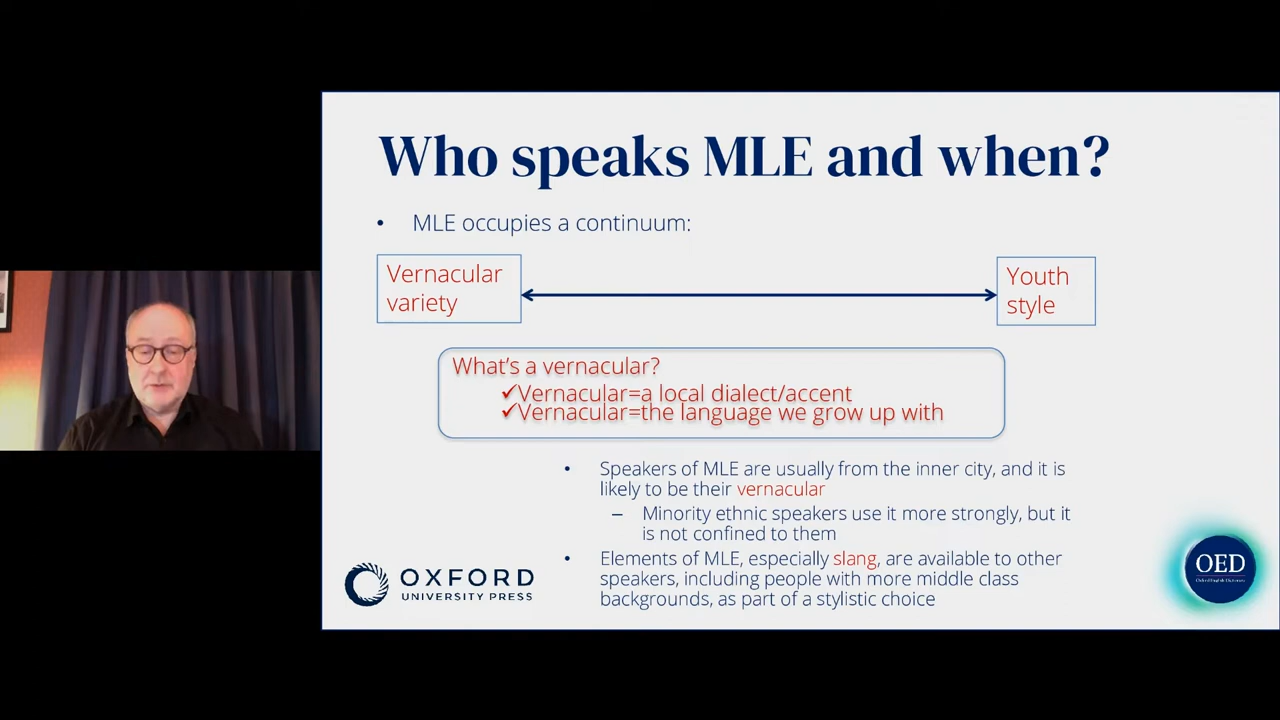 Who speaks MLE and when?
• MLE occupies a continuum:
Vernacular
variety
Youth
style
What's a vernacular?
✓Vernacular=a local dialect/accent
✓Vernacular=the language we grow up with
• Speakers of MLE are usually from the inner city, and it is
likely to be their vernacular
– Minority ethnic speakers use it more strongly, but it
is not confined to them
• Elements of MLE, especially slang, are available to other
speakers, including people with more middle class
backgrounds, as part of a stylistic choice
OXFORD
UNIVERSITY PRESS
OED
Oxford English Dictionary